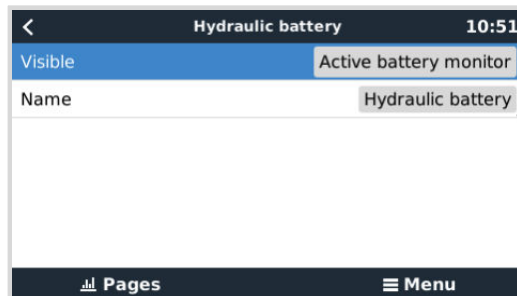 Hydraulic battery 10:51
Visible Active battery monitor
Name Hydraulic battery
Pages Menu